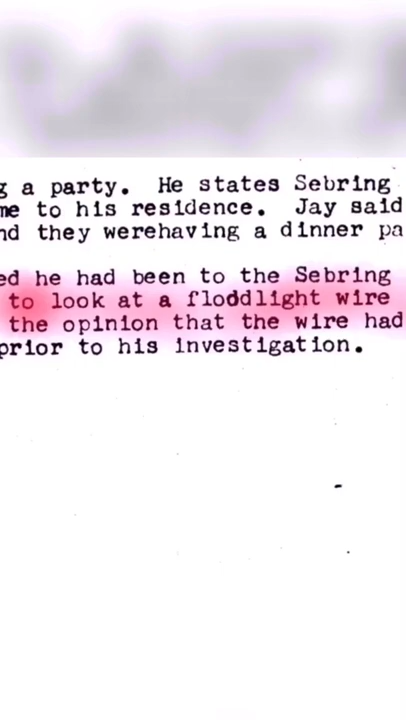 g a party. He states Sebring
me to his residence. Jay said
nd they werehaving a dinner pa
ed he had been to the Sebring
to look at a floddlight wire
the opinion that the wire had
prior to his investigation.